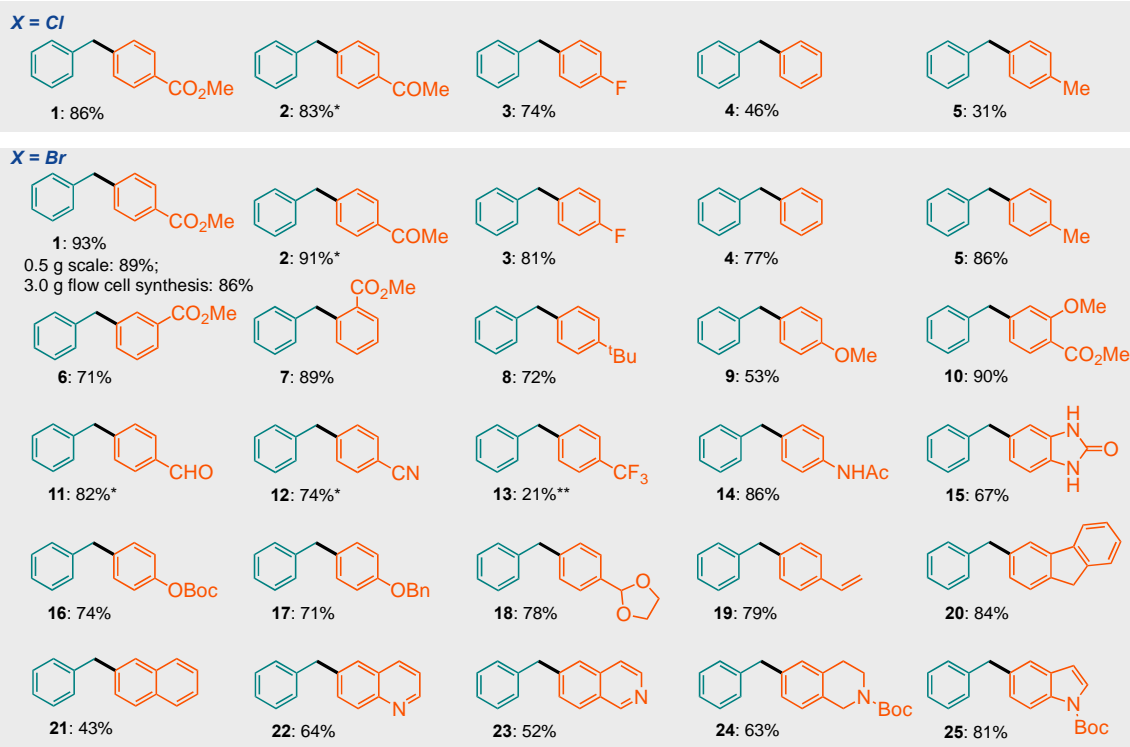 X = Cl
CO2Me
COMe
F
Me
1: 86%
2: 83%*
3: 74%
4: 46%
5: 31%
X = Br
CO2Me
COMe
F
Me
1: 93%
0.5 g scale: 89%;
3.0 g flow cell synthesis: 86%
2: 91%*
3: 81%
4: 77%
5: 86%
CO2Me
CO2Me
tBu
OMe
OMe
CO2Me
6: 71%
7: 89%
8: 72%
9: 53%
10: 90%
CHO
CN
CF3
NHAc
H
N
O
N
H
11: 82%*
12: 74%*
13: 21%**
14: 86%
15: 67%
OBoc
OBn
O
O
16: 74%
17: 71%
18: 78%
19: 79%
20: 84%
N
N
N
Boc
N
Boc
21: 43%
22: 64%
23: 52%
24: 63%
25: 81%